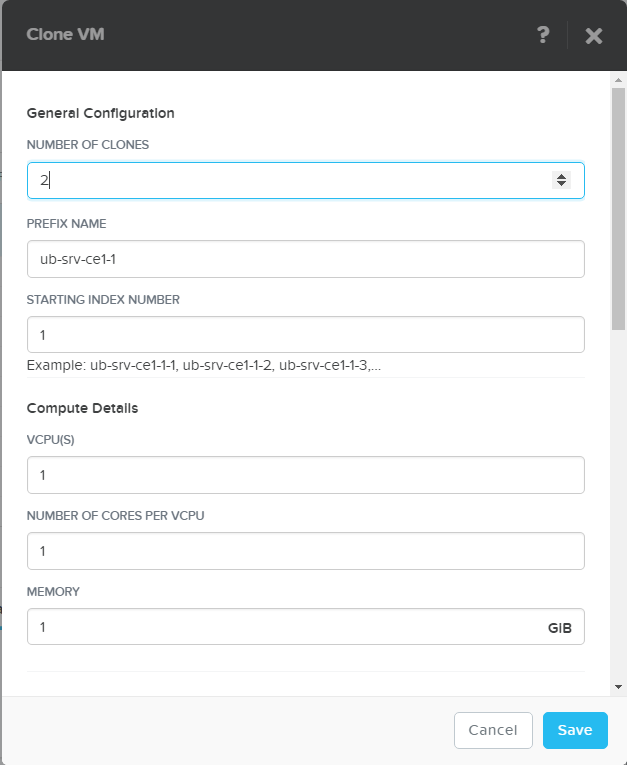 Clone VM
?
General Configuration
NUMBER OF CLONES
2
PREFIX NAME
ub-srv-ce1-1
STARTING INDEX NUMBER
1
Example: ub-srv-ce1-1-1, ub-srv-ce1-1-2, ub-srv-ce1-1-3,...
Compute Details
VCPU(S)
1
NUMBER OF CORES PER VCPU
1
MEMORY
1 GIB
Cancel Save